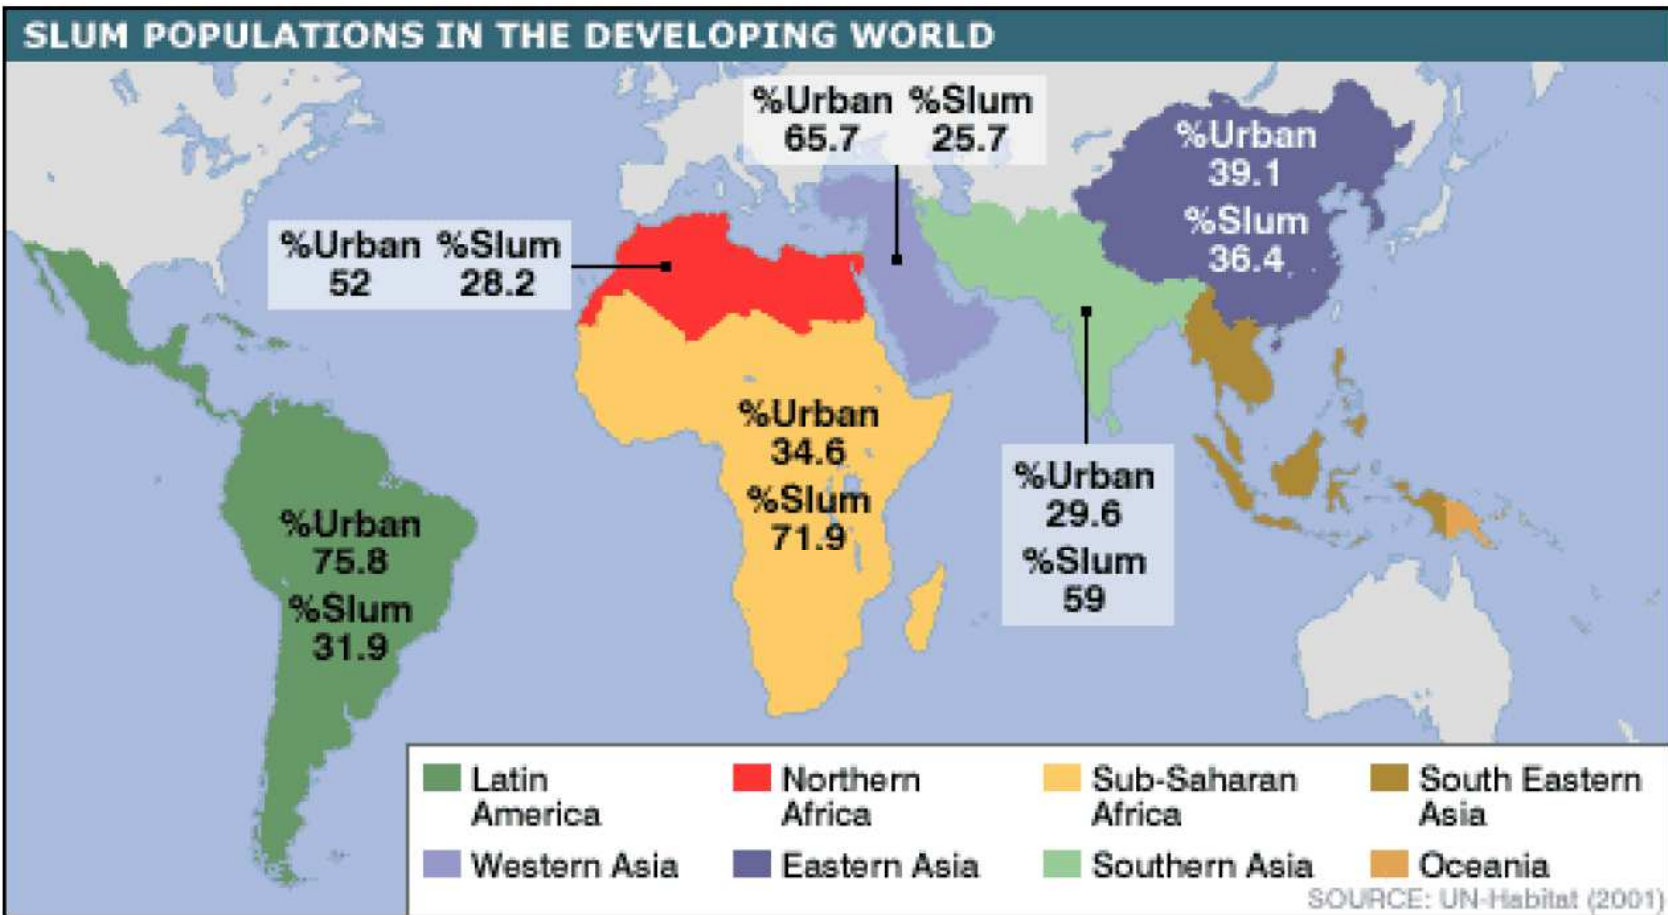 SLUM POPULATIONS IN THE DEVELOPING WORLD
%Urban %Slum
65.7 25.7
%Urban
39.1
%Slum
36.4
%Urban %Slum
52 28.2
%Urban
34.6
%Slum
71.9
%Urban
29.6
%Slum
59
%Urban
75.8
%Slum
31.9
Latin
America
Northern
Africa
Sub-Saharan
Africa
South Eastern
Asia
Western Asia
Eastern Asia
Southern Asia
Oceania
SOURCE: UN-Habitat (2001)